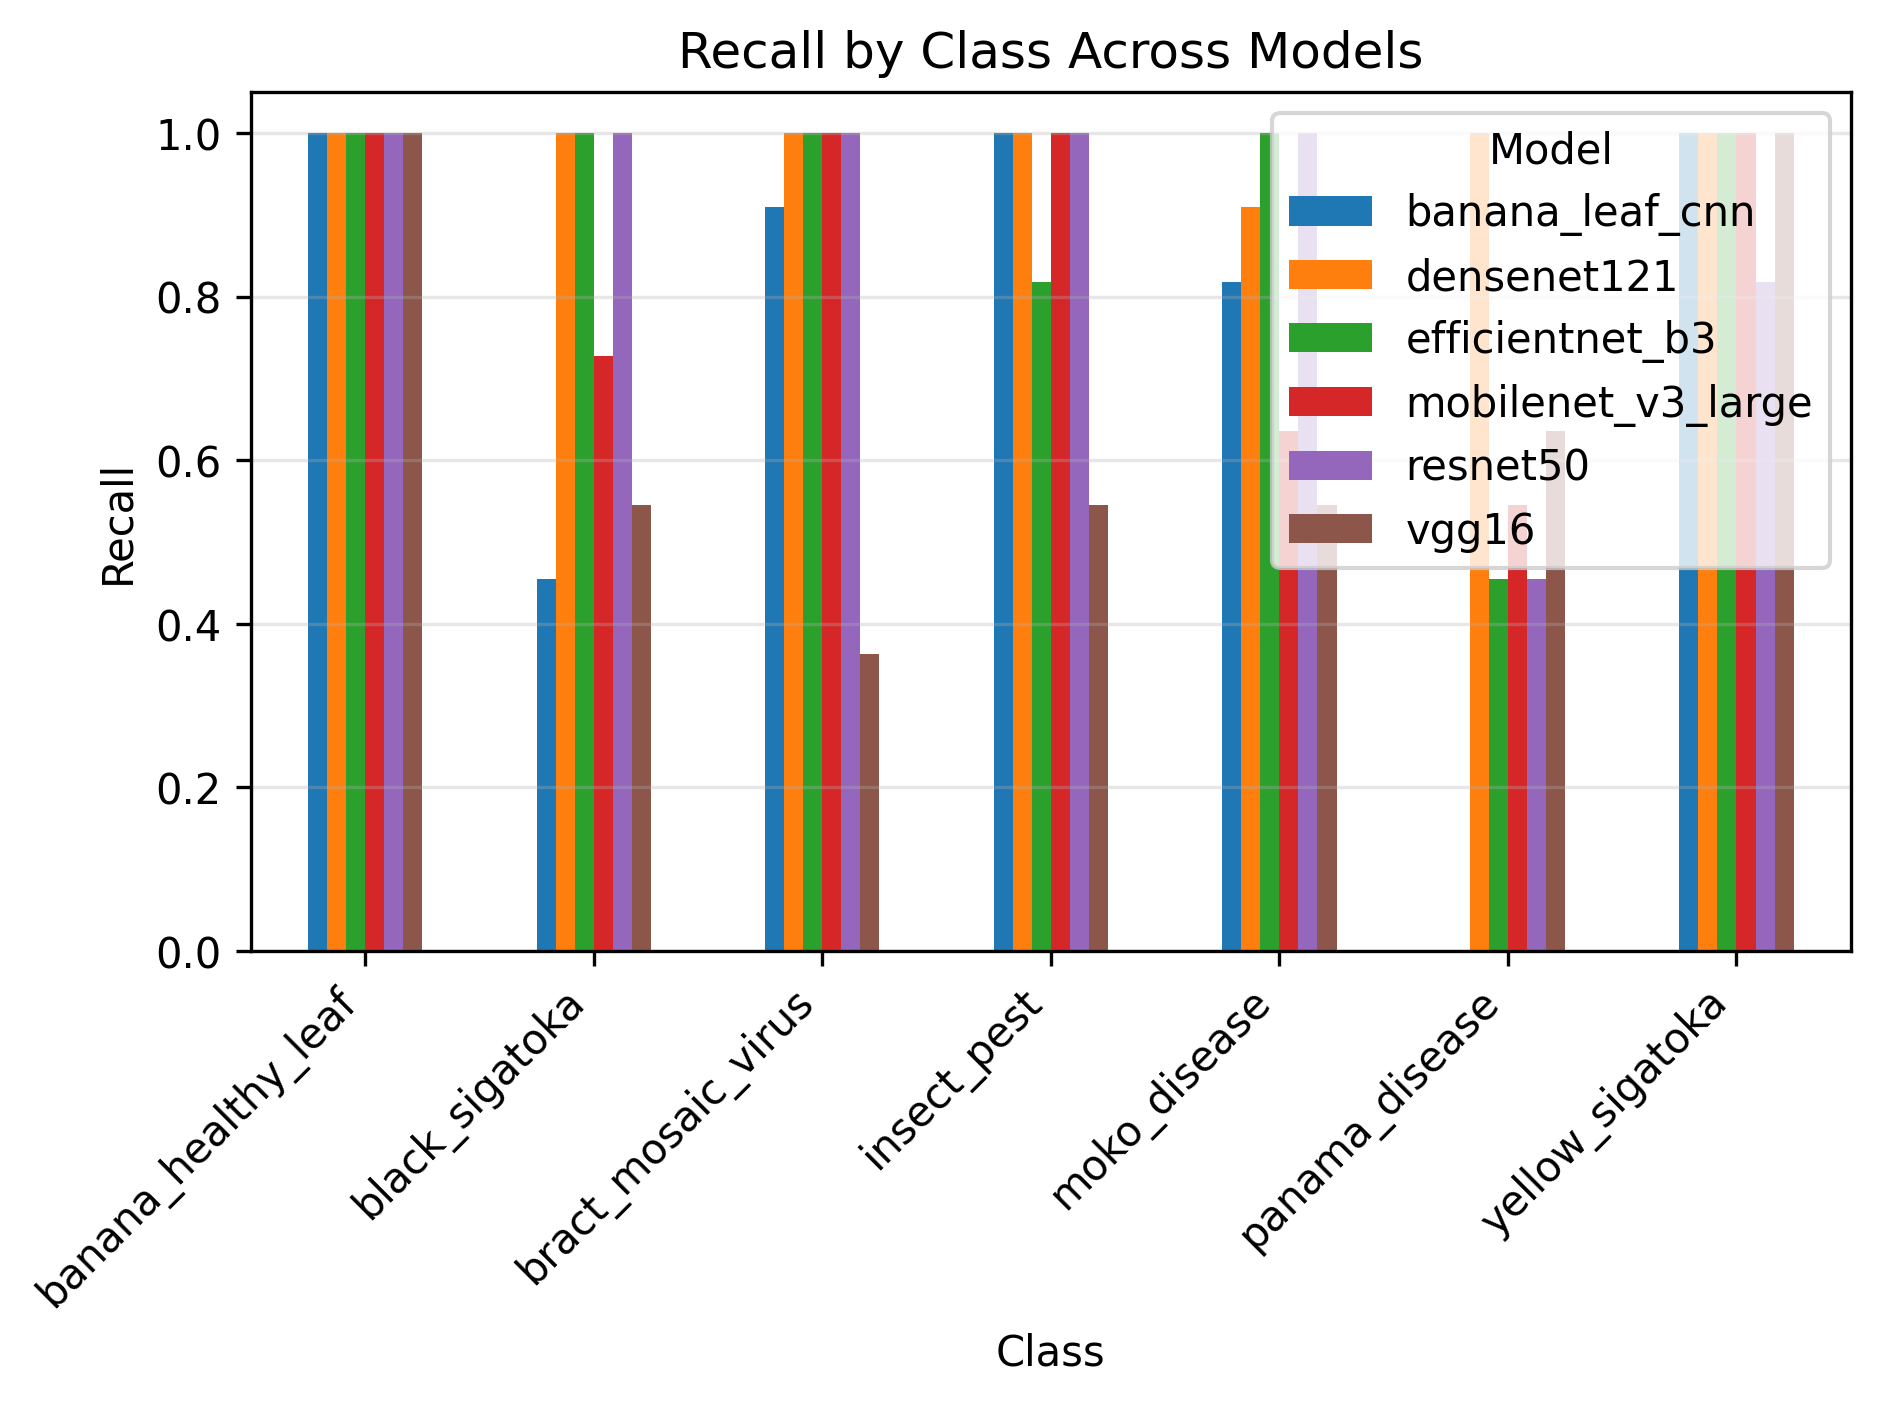 Recall by Class Across Models
Recall
1.0
0.8
0.6
0.4
0.2
0.0
Model
banana_leaf_cnn
densenet121
efficientnet_b3
mobilenet_v3_large
resnet50
vgg16
banana_healthy_leaf
black_sigatoka
bract_mosaic_virus
insect_pest
moko_disease
panama_disease
yellow_sigatoka
Class